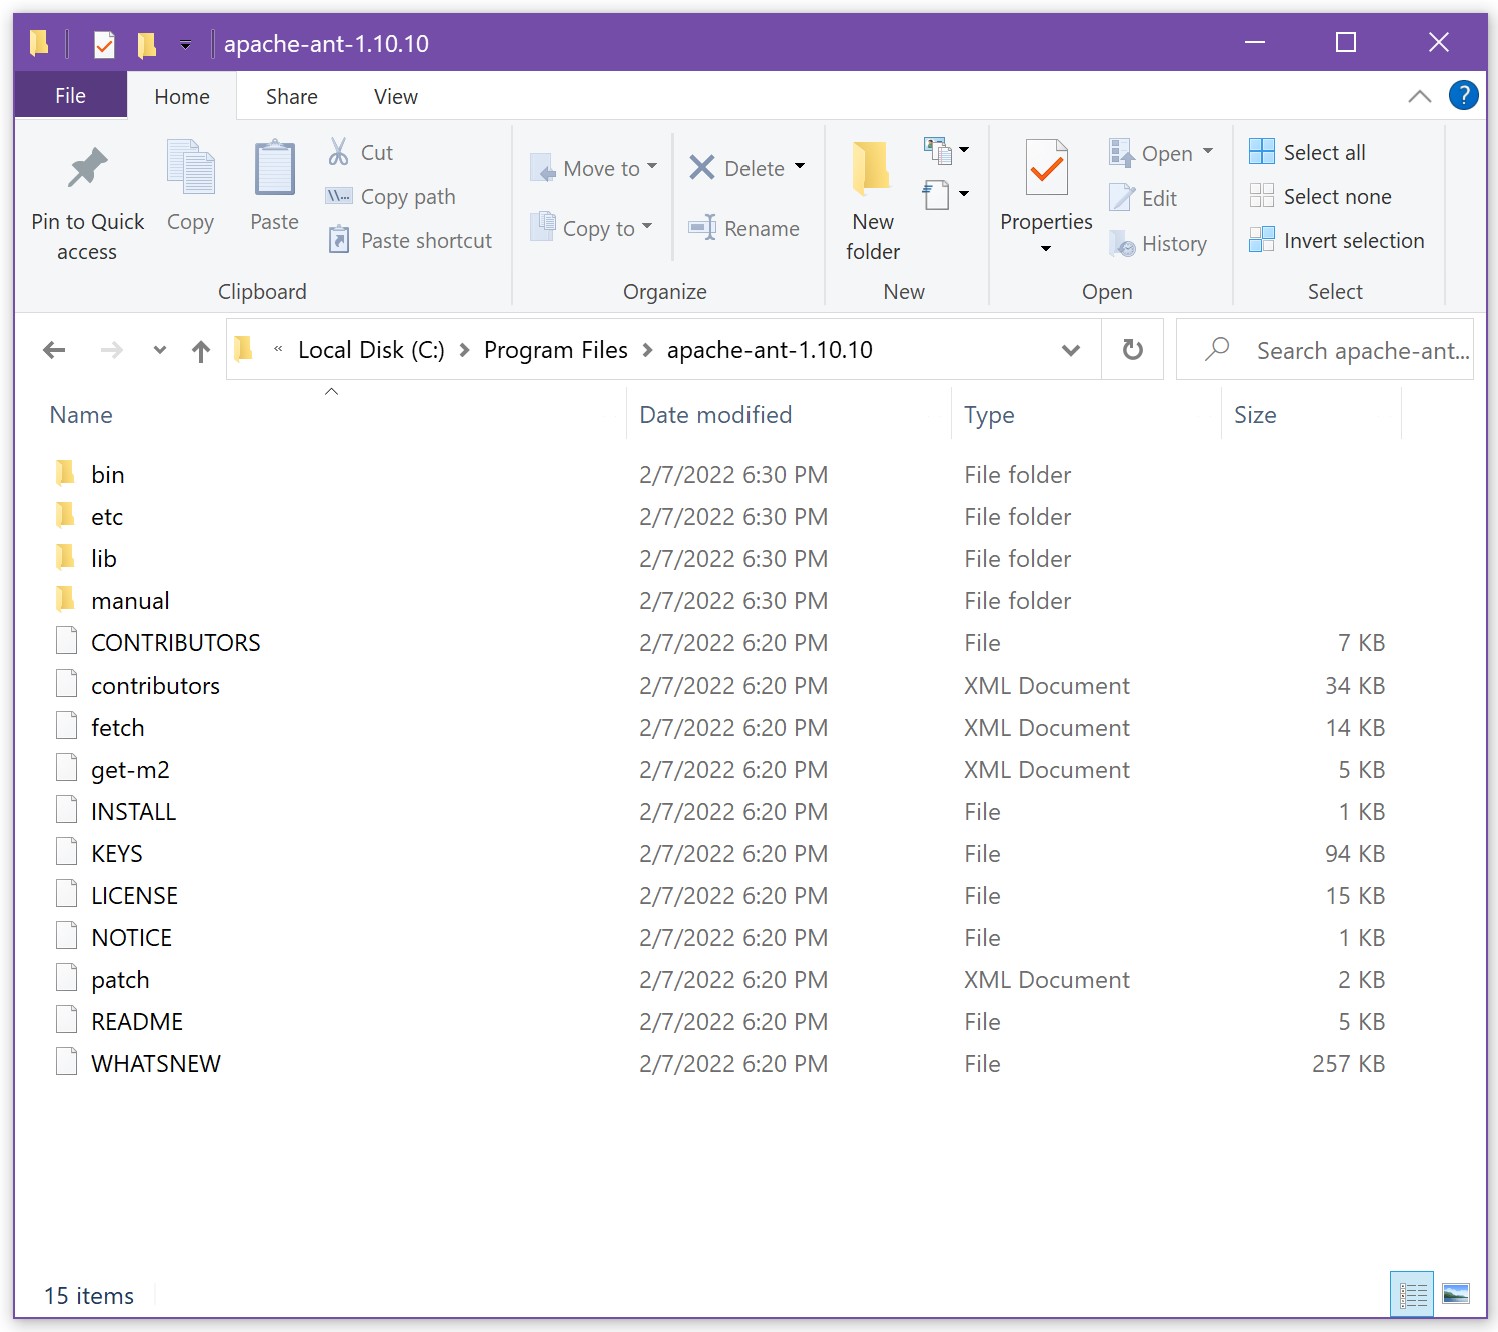 apache-ant-1.10.10
File Home Share View ?
Pin to Quick access
Copy
Paste
Cut
Copy path
Paste shortcut
Clipboard
Move to
Copy to
Delete
Rename
Organize
New folder
New
Properties
Open
Edit
History
Open
Select all
Select none
Invert selection
Select
« Local Disk (C:) > Program Files > apache-ant-1.10.10
Search apache-ant...
Name Date modified Type Size
bin 2/7/2022 6:30 PM File folder
etc 2/7/2022 6:30 PM File folder
lib 2/7/2022 6:30 PM File folder
manual 2/7/2022 6:30 PM File folder
CONTRIBUTORS 2/7/2022 6:20 PM File 7 KB
contributors 2/7/2022 6:20 PM XML Document 34 KB
fetch 2/7/2022 6:20 PM XML Document 14 KB
get-m2 2/7/2022 6:20 PM XML Document 5 KB
INSTALL 2/7/2022 6:20 PM File 1 KB
KEYS 2/7/2022 6:20 PM File 94 KB
LICENSE 2/7/2022 6:20 PM File 15 KB
NOTICE 2/7/2022 6:20 PM File 1 KB
patch 2/7/2022 6:20 PM XML Document 2 KB
README 2/7/2022 6:20 PM File 5 KB
WHATSNEW 2/7/2022 6:20 PM File 257 KB
15 items